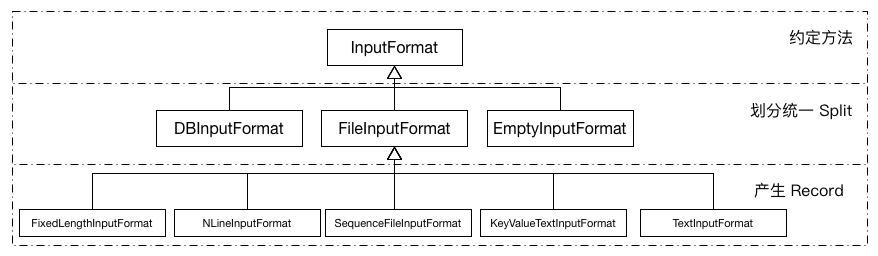 InputFormat
约定方法
DBInputFormat
FileInputFormat
EmptyInputFormat
划分统一 Split
产生 Record
FixedLengthInputFormat
NLineInputFormat
SequenceFileInputFormat
KeyValueTextInputFormat
TextInputFormat